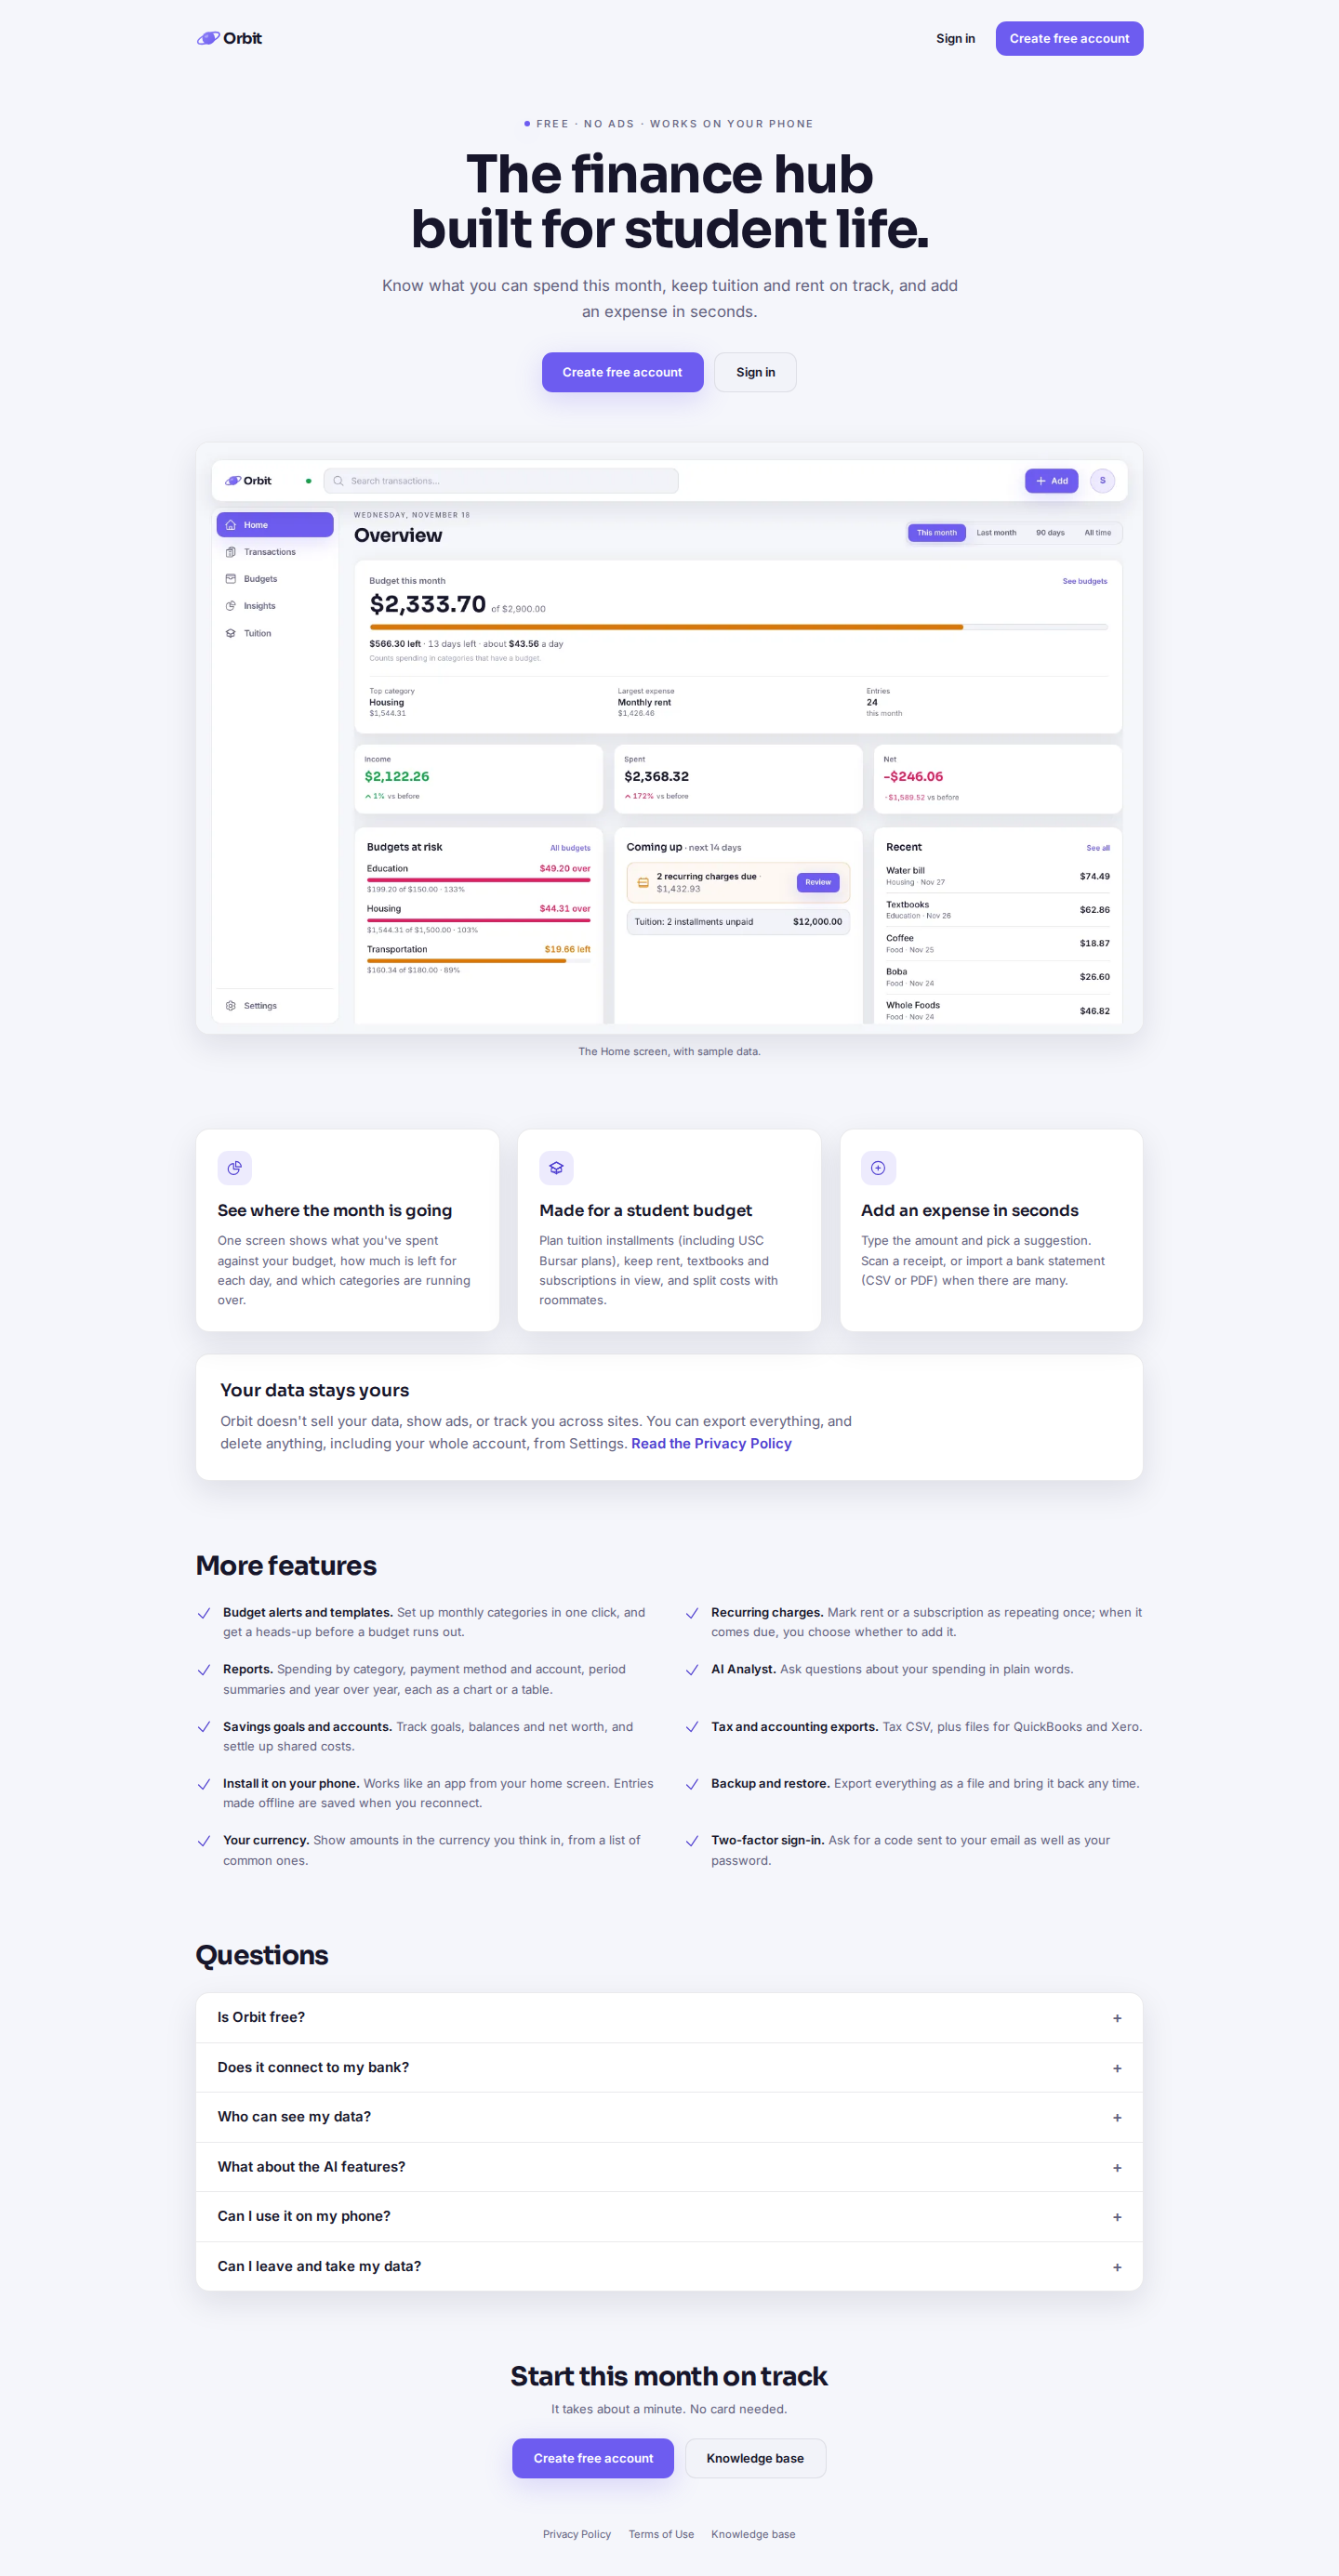 Orbit
Sign in
Create free account
FREE · NO ADS · WORKS ON YOUR PHONE
The finance hub
built for student life.
Know what you can spend this month, keep tuition and rent on track, and add
an expense in seconds.
Create free account
Sign in
Orbit
Search transactions...
+ Add
S
Home
Transactions
Budgets
Insights
Tuition
Settings
WEDNESDAY, NOVEMBER 18
Overview
This month
Last month
90 days
All time
Budget this month
See budgets
$2,333.70 of $2,900.00
$566.30 left · 13 days left · about $43.56 a day
Counts spending in categories that have a budget.
Top category
Housing
$1,544.31
Largest expense
Monthly rent
$1,426.46
Entries
24
this month
Income
$2,122.26
1% vs before
Spent
$2,368.32
172% vs before
Net
-$246.06
-$1,589.52 vs before
Budgets at risk
All budgets
Education
$49.20 over
$199.20 of $150.00 · 133%
Housing
$44.31 over
$1,544.31 of $1,500.00 · 103%
Transportation
$19.66 left
$160.34 of $180.00 · 89%
Coming up · next 14 days
2 recurring charges due ·
$1,432.93
Review
Tuition: 2 installments unpaid
$12,000.00
Recent
See all
Water bill
Housing · Nov 27
$74.49
Textbooks
Education · Nov 26
$62.86
Coffee
Food · Nov 25
$18.87
Boba
Food · Nov 24
$26.60
Whole Foods
Food · Nov 24
$46.82
The Home screen, with sample data.
See where the month is going
One screen shows what you've spent
against your budget, how much is left for
each day, and which categories are running
over.
Made for a student budget
Plan tuition installments (including USC
Bursar plans), keep rent, textbooks and
subscriptions in view, and split costs with
roommates.
Add an expense in seconds
Type the amount and pick a suggestion.
Scan a receipt, or import a bank statement
(CSV or PDF) when there are many.
Your data stays yours
Orbit doesn't sell your data, show ads, or track you across sites. You can export everything, and
delete anything, including your whole account, from Settings. Read the Privacy Policy
More features
Budget alerts and templates. Set up monthly categories in one click, and
get a heads-up before a budget runs out.
Recurring charges. Mark rent or a subscription as repeating once; when it
comes due, you choose whether to add it.
Reports. Spending by category, payment method and account, period
summaries and year over year, each as a chart or a table.
AI Analyst. Ask questions about your spending in plain words.
Savings goals and accounts. Track goals, balances and net worth, and
settle up shared costs.
Tax and accounting exports. Tax CSV, plus files for QuickBooks and Xero.
Install it on your phone. Works like an app from your home screen. Entries
made offline are saved when you reconnect.
Backup and restore. Export everything as a file and bring it back any time.
Your currency. Show amounts in the currency you think in, from a list of
common ones.
Two-factor sign-in. Ask for a code sent to your email as well as your
password.
Questions
Is Orbit free?
+
Does it connect to my bank?
+
Who can see my data?
+
What about the AI features?
+
Can I use it on my phone?
+
Can I leave and take my data?
+
Start this month on track
It takes about a minute. No card needed.
Create free account
Knowledge base
Privacy Policy
Terms of Use
Knowledge base